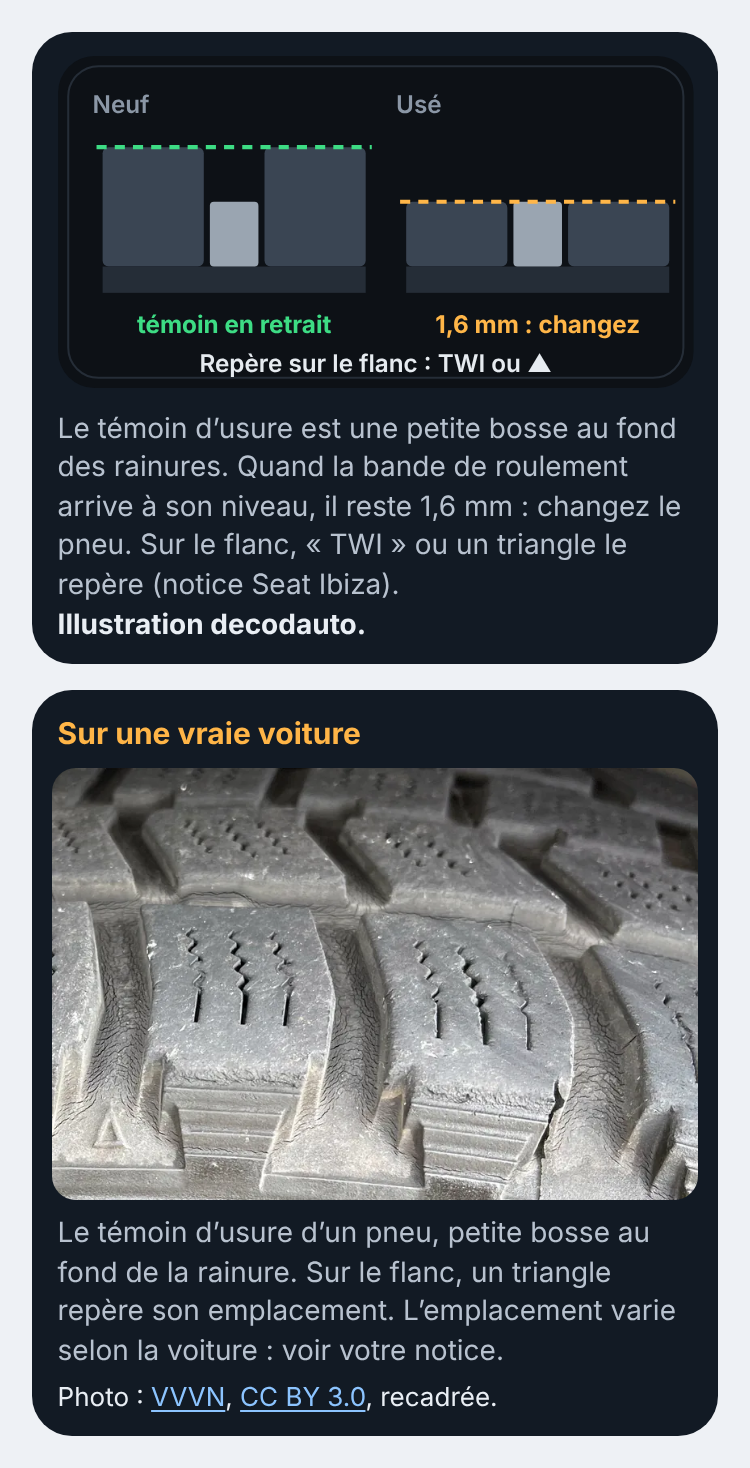 Neuf
Usé
témoin en retrait
1,6 mm : changez
Repère sur le flanc : TWI ou ▲
Le témoin d’usure est une petite bosse au fond
des rainures. Quand la bande de roulement
arrive à son niveau, il reste 1,6 mm : changez le
pneu. Sur le flanc, « TWI » ou un triangle le
repère (notice Seat Ibiza).
Illustration decodauto.
Sur une vraie voiture
Le témoin d’usure d’un pneu, petite bosse au
fond de la rainure. Sur le flanc, un triangle
repère son emplacement. L’emplacement varie
selon la voiture : voir votre notice.
Photo : VVVN, CC BY 3.0, recadrée.